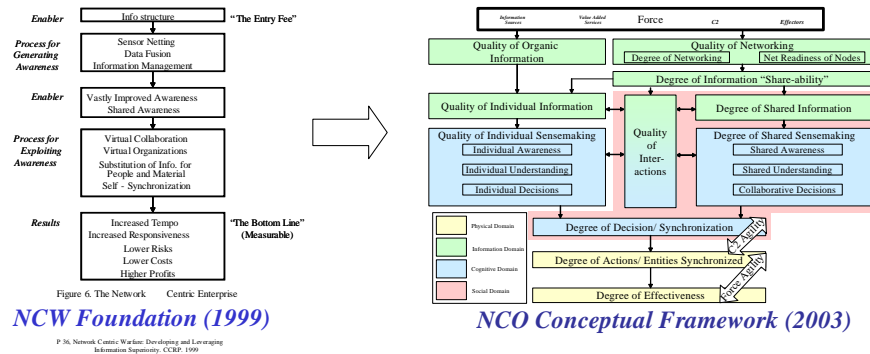 Enabler
Info structure
"The Entry Fee"
Process for
Generating
Awareness
Sensor Netting
Data Fusion
Information Management
Enabler
Vastly Improved Awareness
Shared Awareness
Process for
Exploiting
Awareness
Virtual Collaboration
Virtual Organizations
Substitution of Info. for
People and Material
Self - Synchronization
Results
Increased Tempo
Increased Responsiveness
Lower Risks
Lower Costs
Higher Profits
"The Bottom Line"
(Measurable)
Figure 6. The Network Centric Enterprise
NCW Foundation (1999)
P 36, Network Centric Warfare: Developing and Leveraging
Information Superiority. CCRP. 1999
Information
Sources
Value Added
Services
Force
C2
Effectors
Quality of Organic
Information
Quality of Networking
Degree of Networking
Net Readiness of Nodes
Degree of Information "Share-ability"
Quality of Individual Information
Degree of Shared Information
Quality of Individual Sensemaking
Individual Awareness
Individual Understanding
Individual Decisions
Quality
of
Inter-
actions
Degree of Shared Sensemaking
Shared Awareness
Shared Understanding
Collaborative Decisions
Physical Domain
Information Domain
Cognitive Domain
Social Domain
Degree of Decision/ Synchronization
C2 Agility
Degree of Actions/ Entities Synchronized
Force Agility
Degree of Effectiveness
NCO Conceptual Framework (2003)